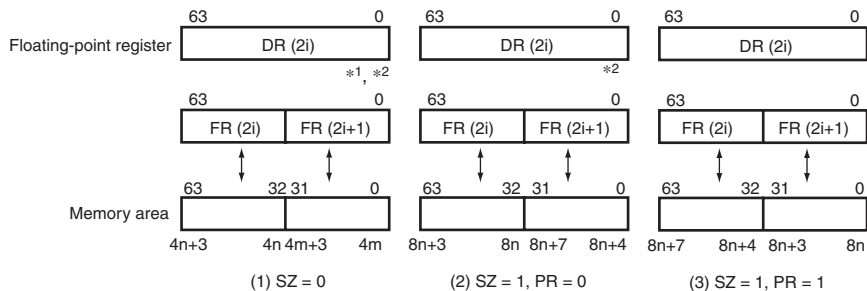 63 0 63 0 63 0
Floating-point register DR (2i) DR (2i) DR (2i)
*1, *2 *2
63 0 63 0 63 0
FR (2i) FR (2i+1) FR (2i) FR (2i+1) FR (2i) FR (2i+1)
63 32 31 0 63 32 31 0 63 32 31 0
Memory area
4n+3 4n 4m+3 4m 8n+3 8n 8n+7 8n+4 8n+7 8n+4 8n+3 8n
(1) SZ = 0 (2) SZ = 1, PR = 0 (3) SZ = 1, PR = 1